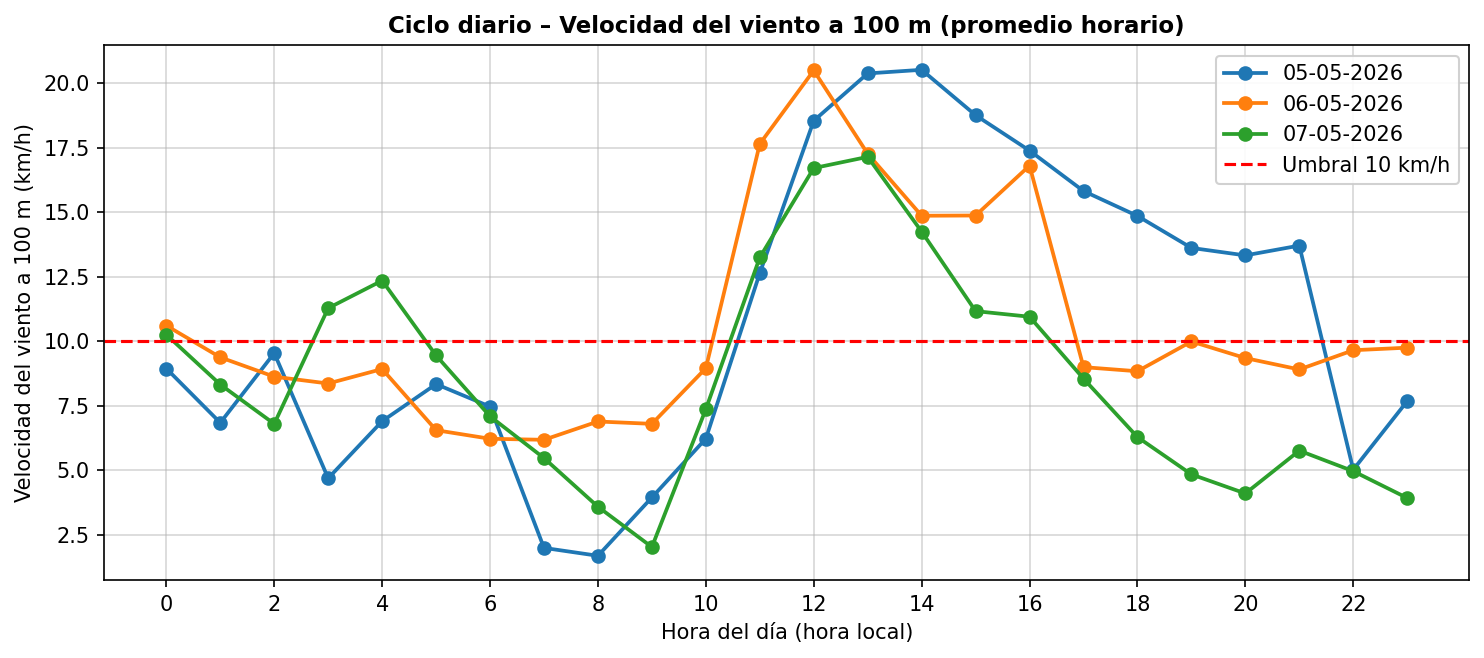 Ciclo diario – Velocidad del viento a 100 m (promedio horario)
Velocidad del viento a 100 m (km/h)
20.0
17.5
15.0
12.5
10.0
7.5
5.0
2.5
05-05-2026
06-05-2026
07-05-2026
Umbral 10 km/h
0 2 4 6 8 10 12 14 16 18 20 22
Hora del día (hora local)